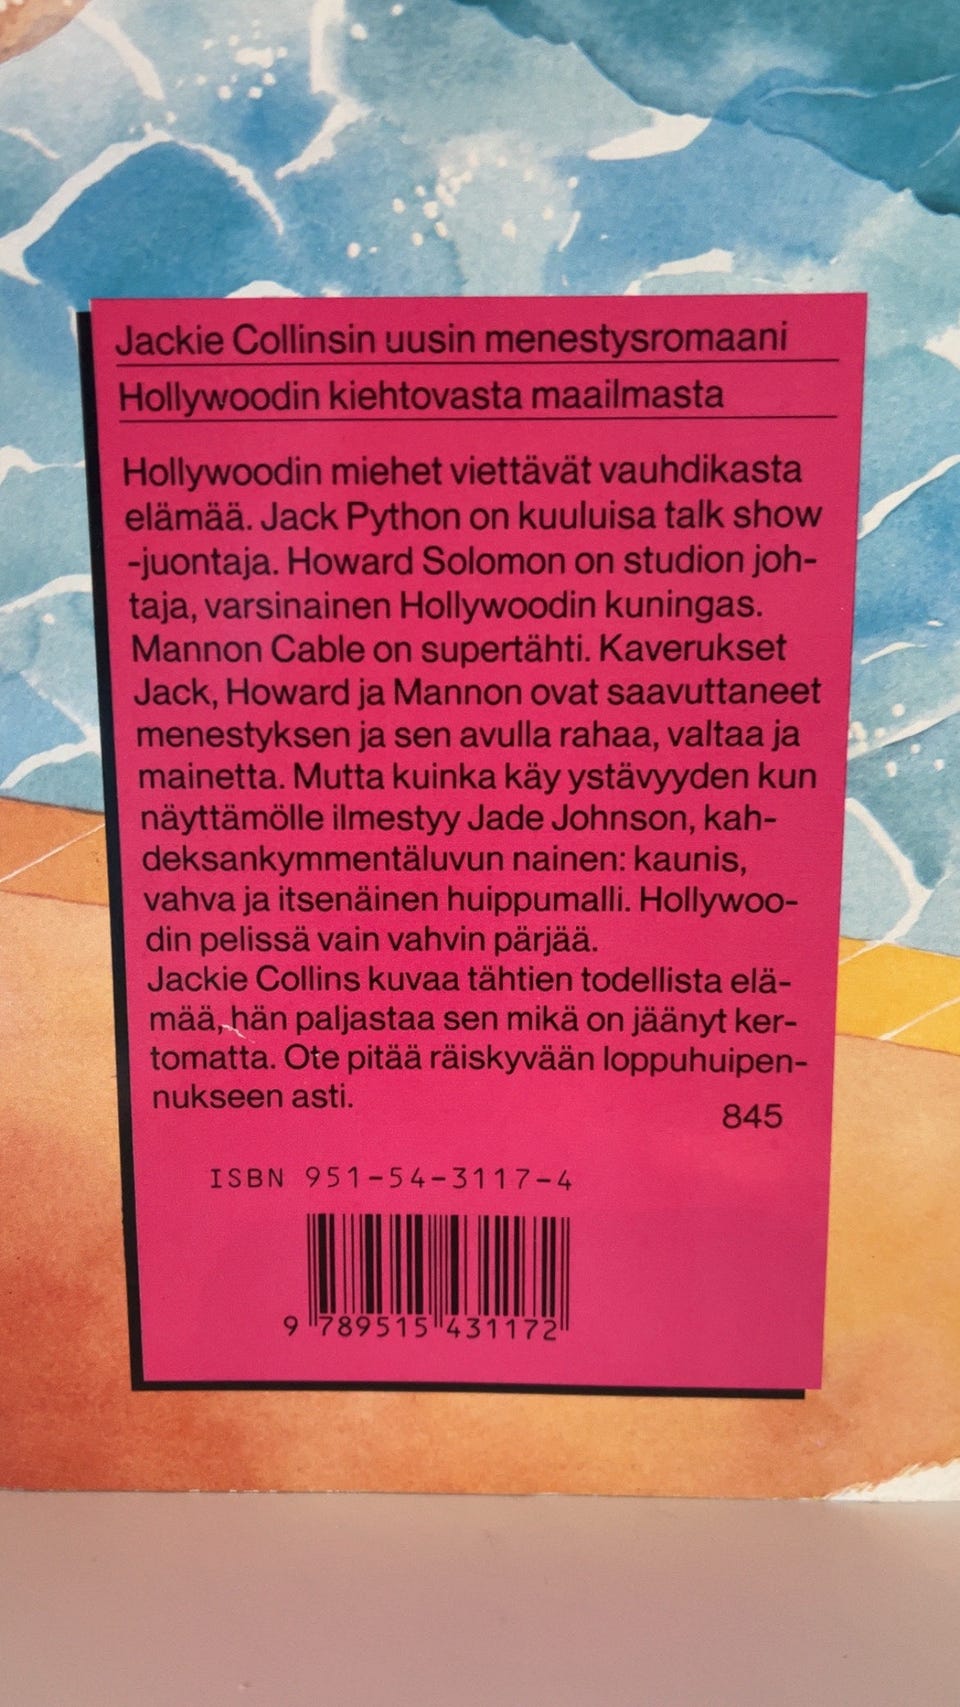 Jackie Collinsin uusin menestysromaani
Hollywoodin kiehtovasta maailmasta
Hollywoodin miehet viettävät vauhdikasta
elämää. Jack Python on kuuluisa talk show
-juontaja. Howard Solomon on studion joh-
taja, varsinainen Hollywoodin kuningas.
Mannon Cable on supertähti. Kaverukset
Jack, Howard ja Mannon ovat saavuttaneet
menestyksen ja sen avulla rahaa, valtaa ja
mainetta. Mutta kuinka käy ystävyyden kun
näyttämölle ilmestyy Jade Johnson, kah-
deksankymmentäluvun nainen: kaunis,
vahva ja itsenäinen huippumalli. Hollywoo-
din pelissä vain vahvin pärjää.
Jackie Collins kuvaa tähtien todellista elä-
mää, hän paljastaa sen mikä on jäänyt ker-
tomatta. Ote pitää räiskyvään loppuhuipen-
nukseen asti.
845
ISBN 951-54-3117-4
9 789515 431172